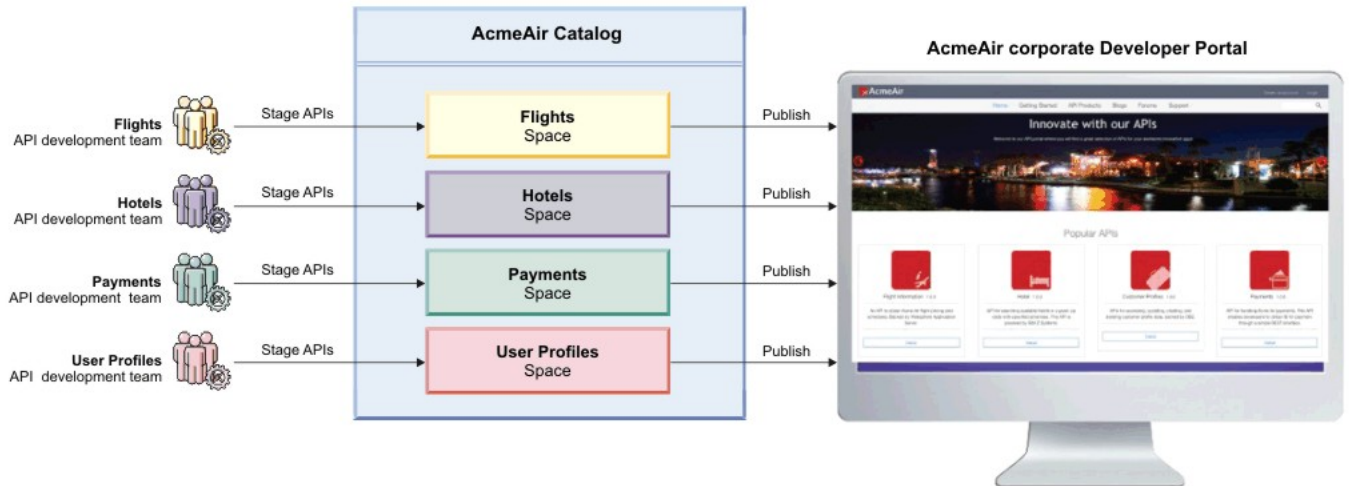 AcmeAir Catalog
AcmeAir corporate Developer Portal
Flights
API development team
Stage APIs
Flights
Space
Publish
Hotels
API development team
Stage APIs
Hotels
Space
Publish
Payments
API development team
Stage APIs
Payments
Space
Publish
User Profiles
API development team
Stage APIs
User Profiles
Space
Publish
AcmeAir
Home Getting Started API Products Blogs Forums Support
Innovate with our APIs
Popular APIs
Flight Information
Hotel
Customer Profiles
Payments